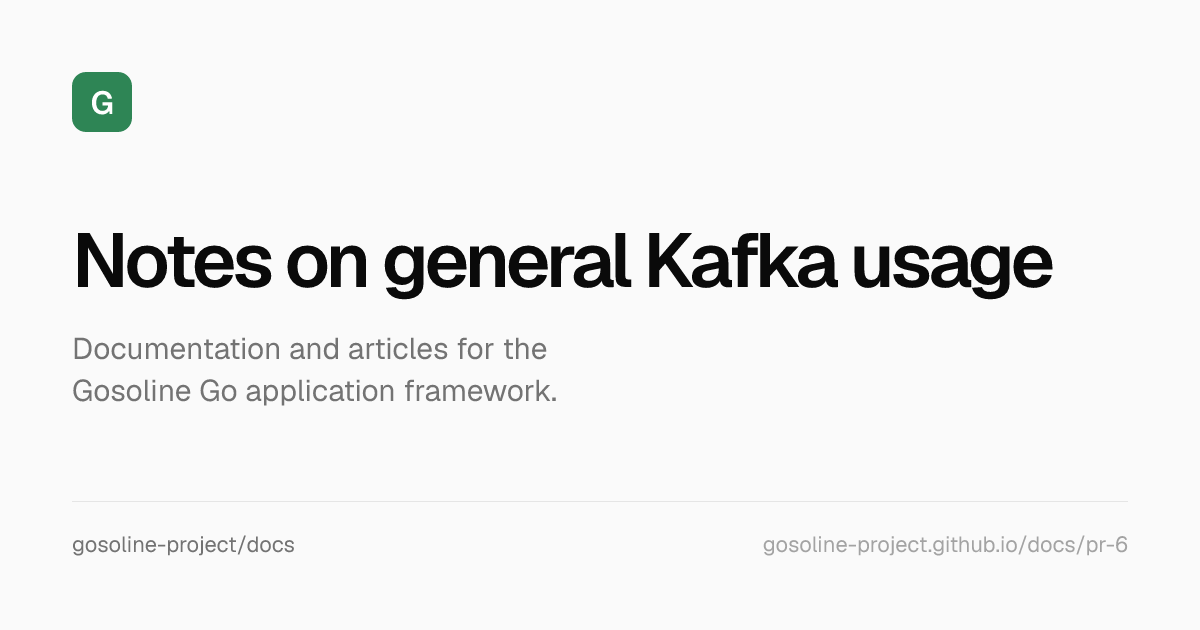 G
Notes on general Kafka usage
Documentation and articles for the
Gosoline Go application framework.
gosoline-project/docs
gosoline-project.github.io/docs/pr-6